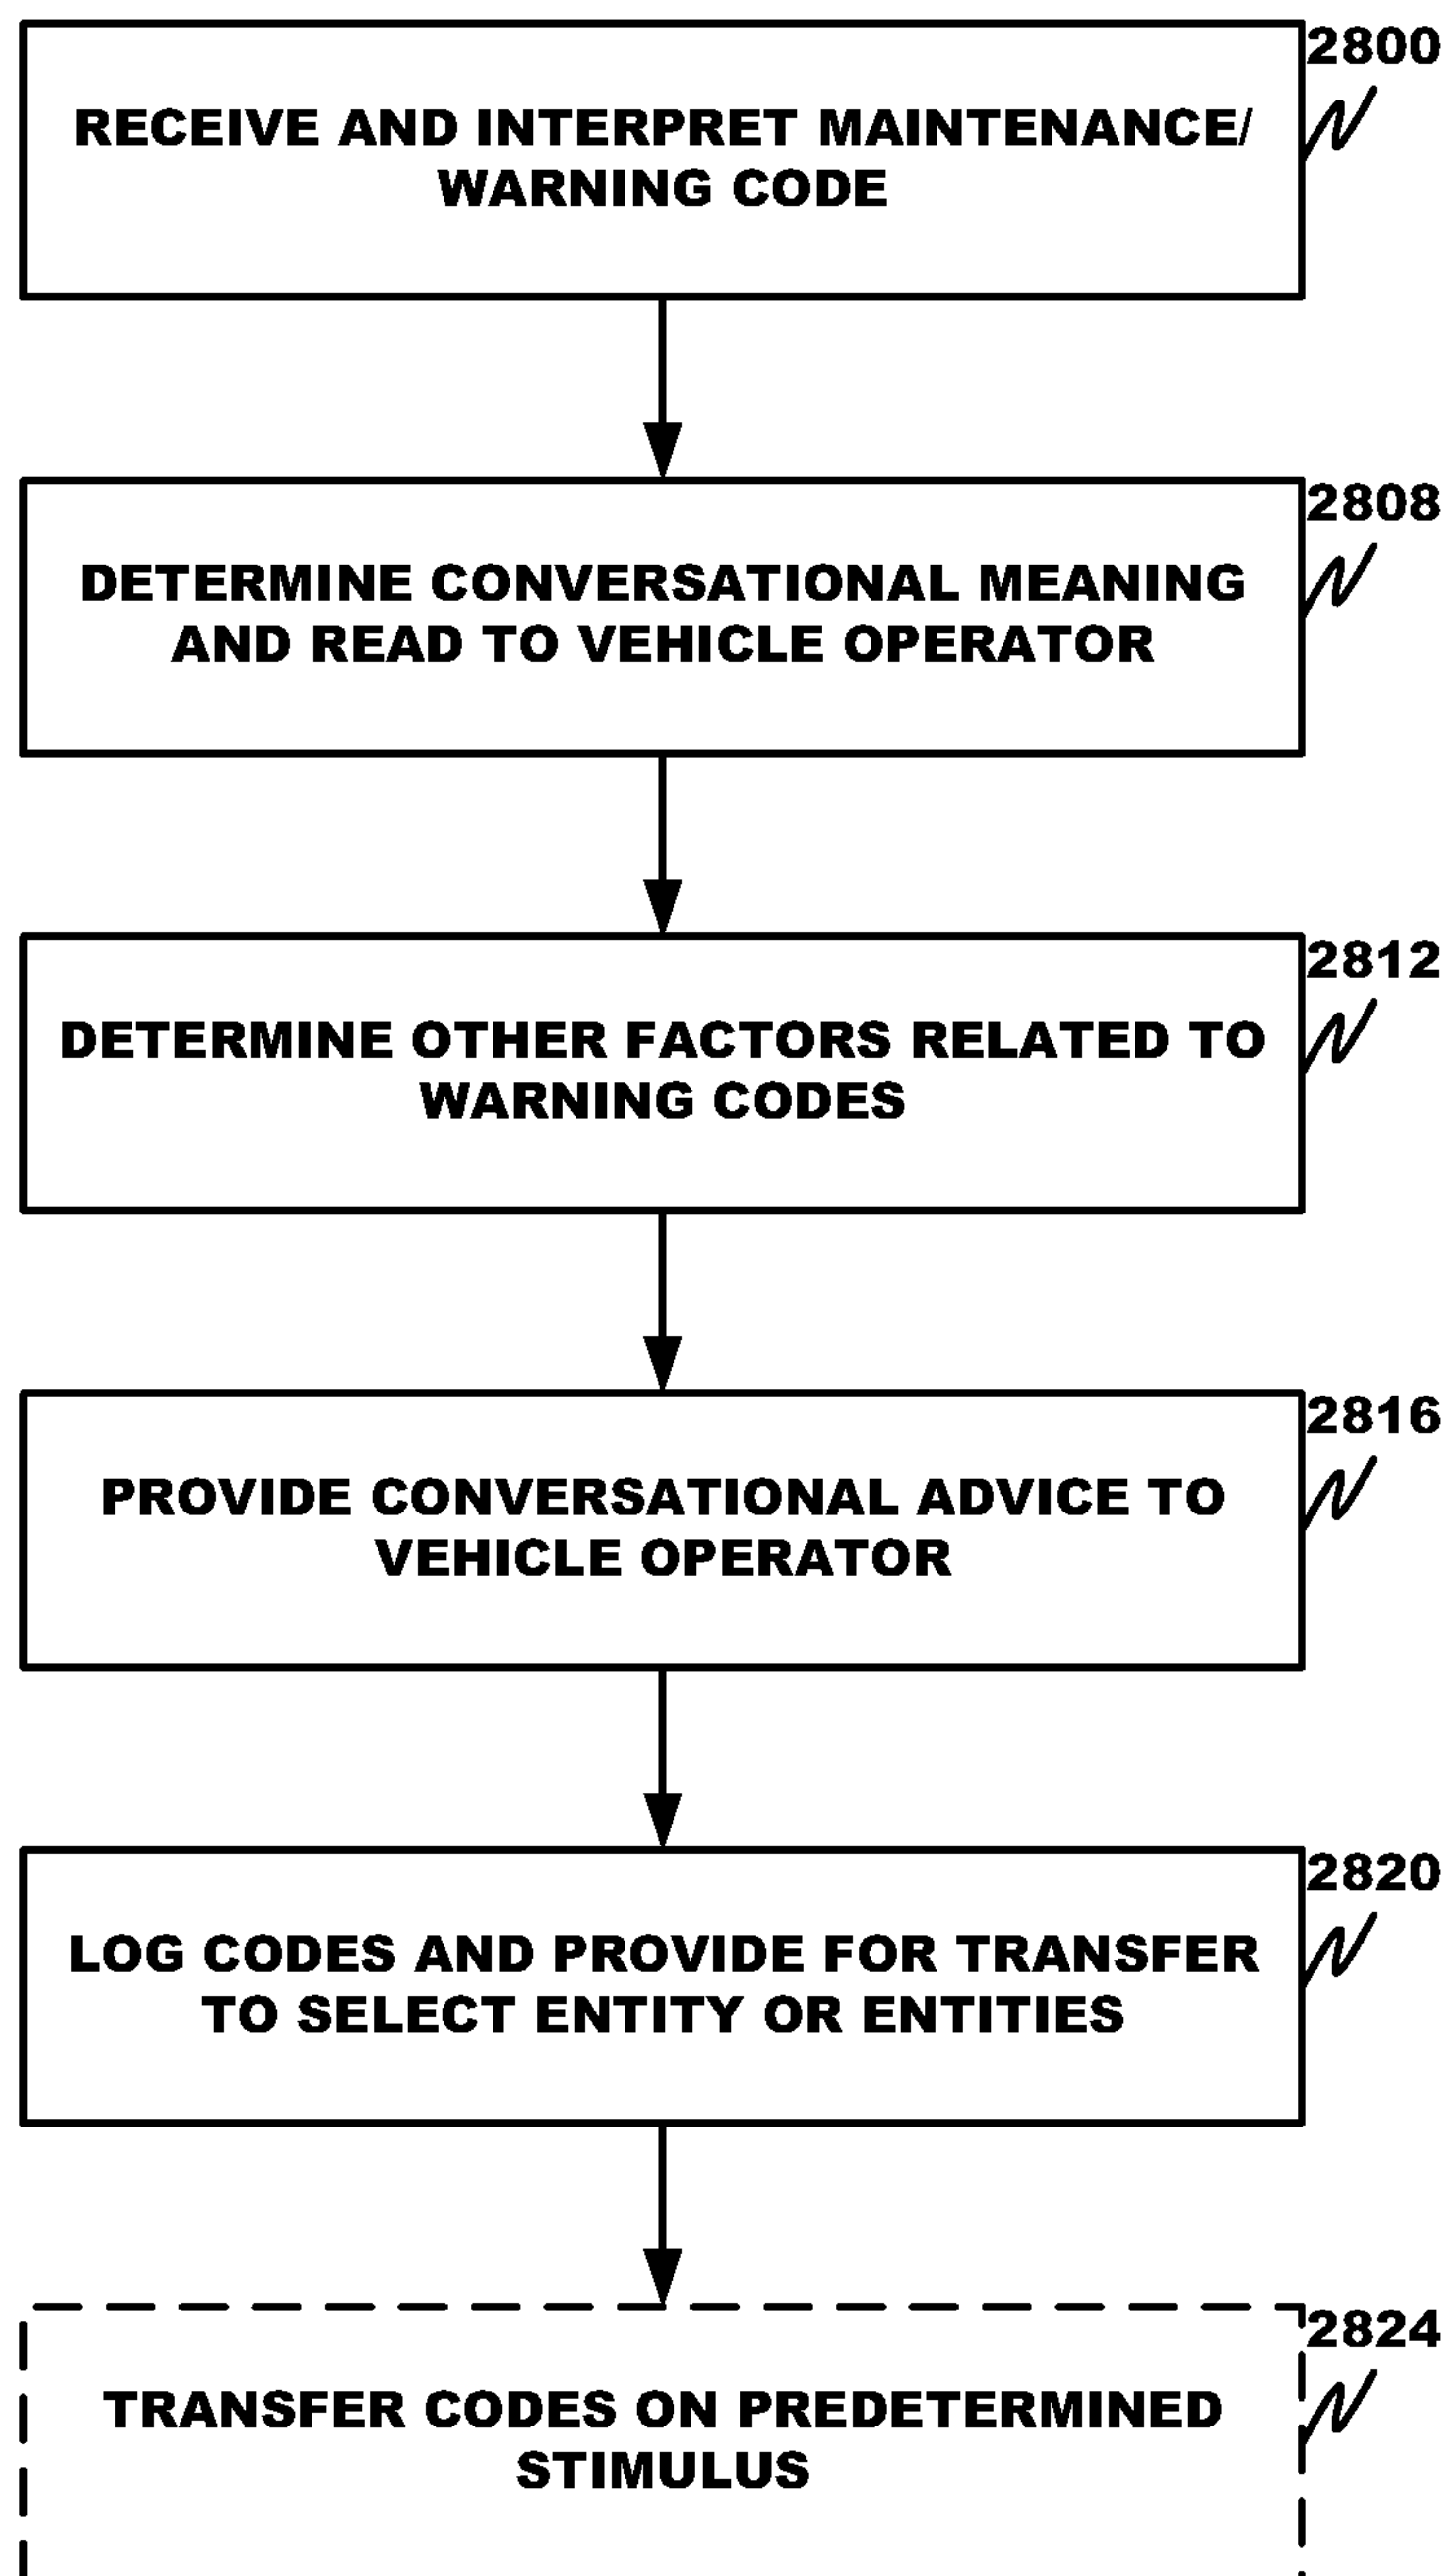 2800
RECEIVE AND INTERPRET MAINTENANCE/
WARNING CODE
2808
DETERMINE CONVERSATIONAL MEANING
AND READ TO VEHICLE OPERATOR
2812
DETERMINE OTHER FACTORS RELATED TO
WARNING CODES
2816
PROVIDE CONVERSATIONAL ADVICE TO
VEHICLE OPERATOR
2820
LOG CODES AND PROVIDE FOR TRANSFER
TO SELECT ENTITY OR ENTITIES
2824
TRANSFER CODES ON PREDETERMINED
STIMULUS